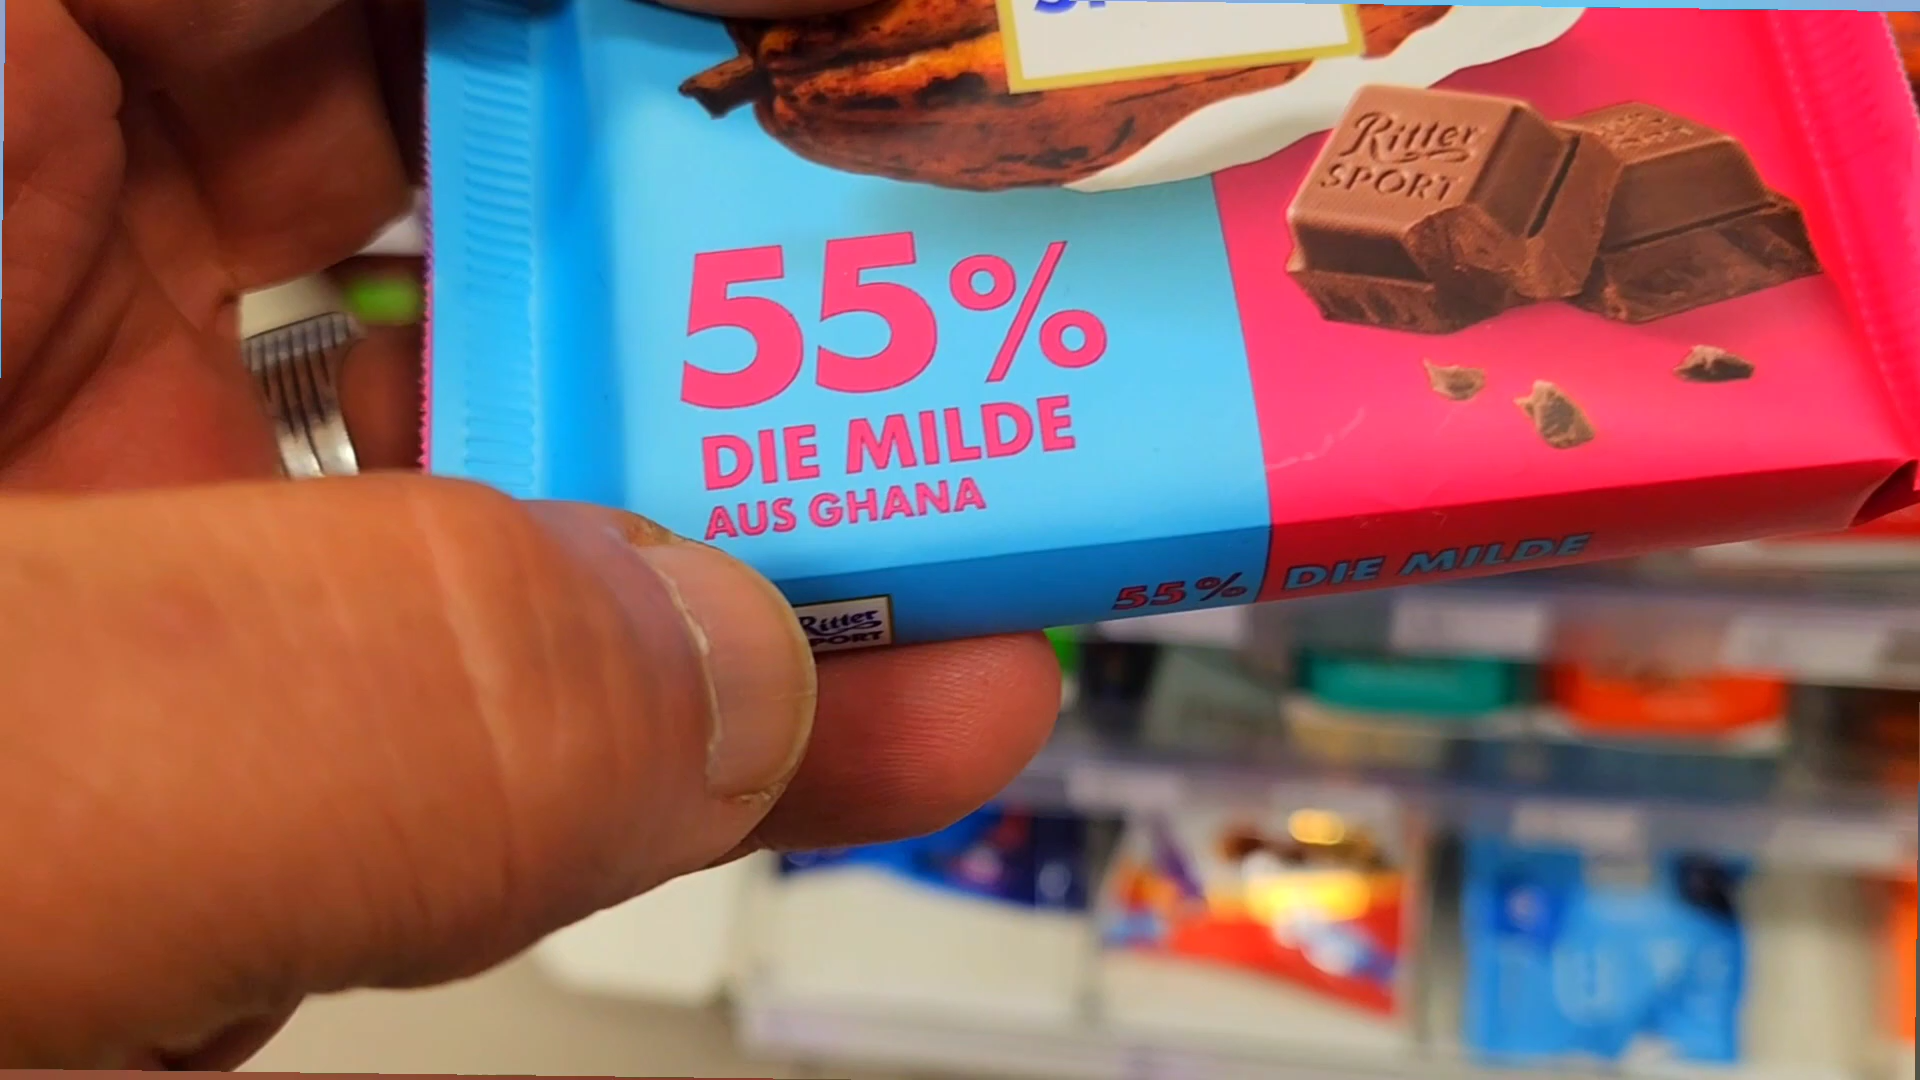 Ritter
SPORT
55%
DIE MILDE
AUS GHANA
55% DIE MILDE
Ritter
SPORT